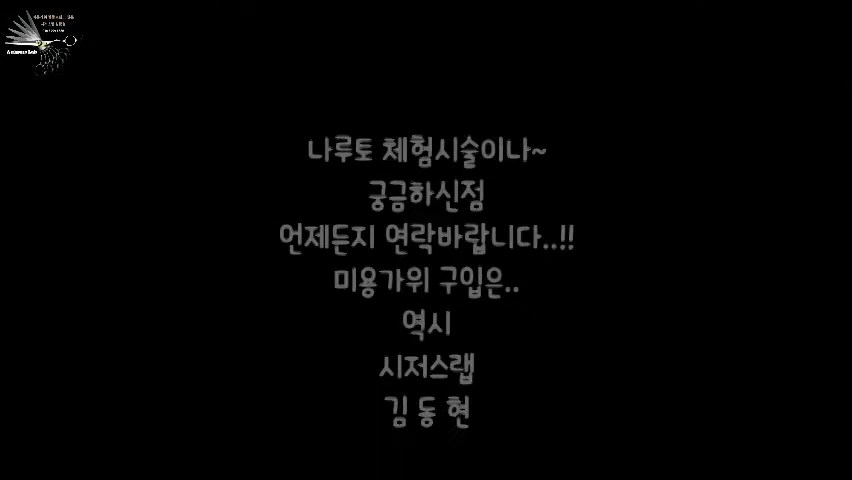 나루토 체험시술이나~
궁금하신점
언제든지 연락바랍니다..!!
미용가위 구입은..
역시
시저스랩
김 동 현